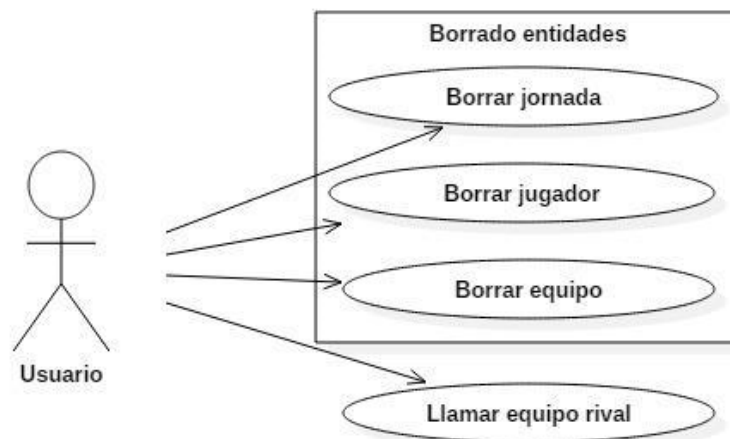 Borrado entidades
Borrar jornada
Borrar jugador
Borrar equipo
Usuario
Llamar equipo rival